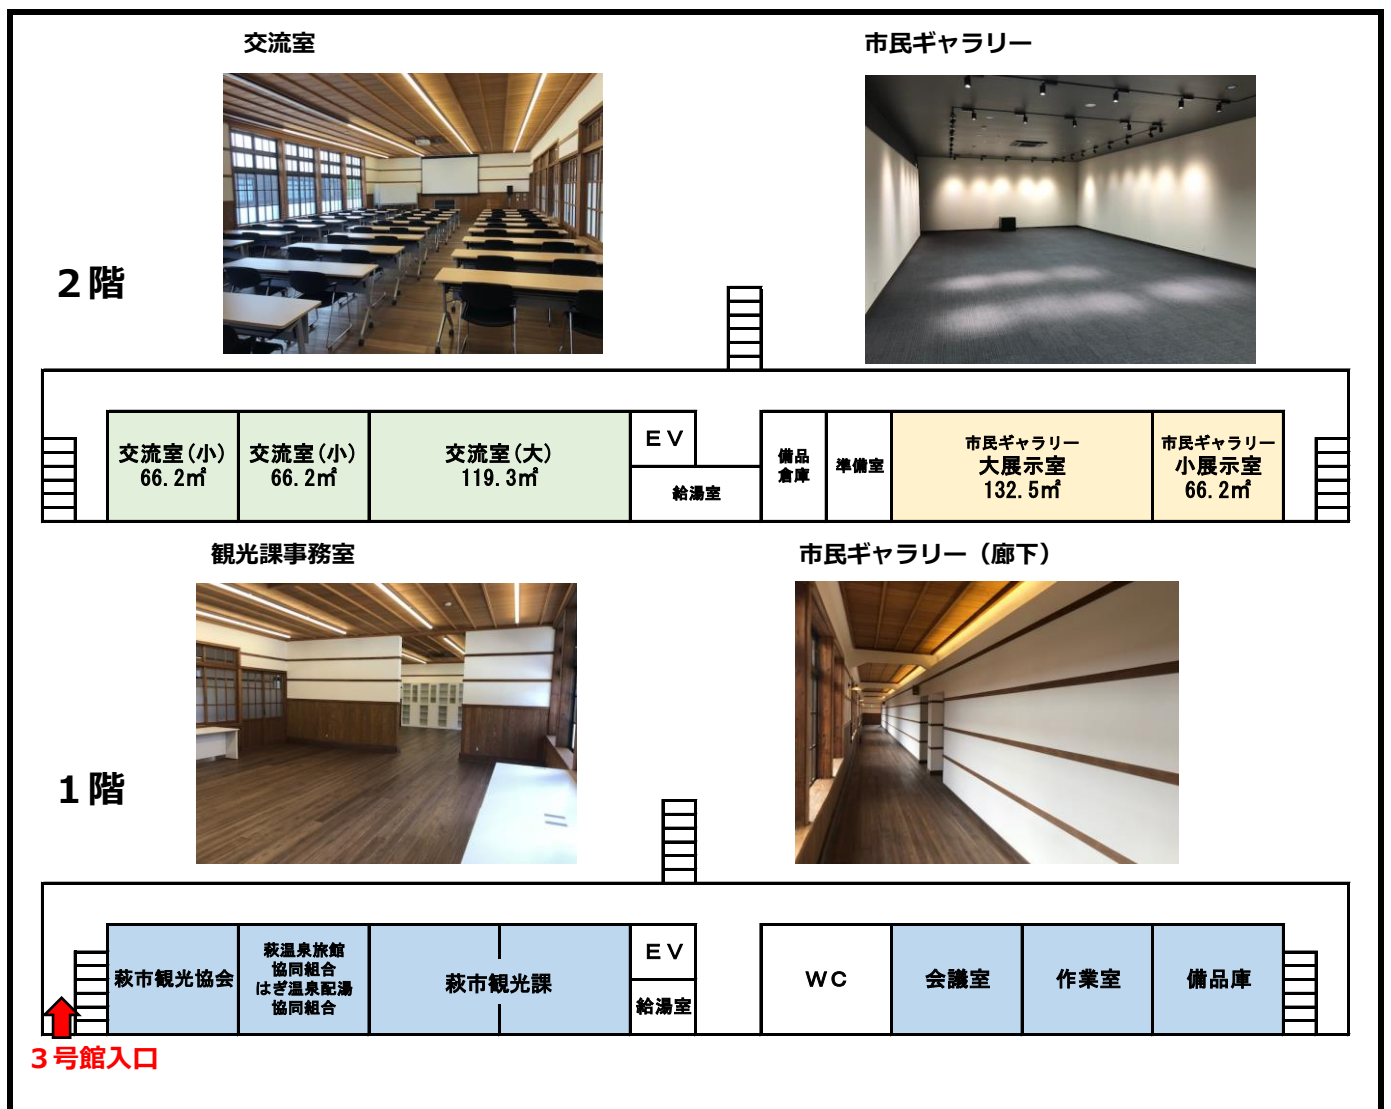 交流室
市民ギャラリー
２階
交流室(小)
66.2㎡
交流室(小)
66.2㎡
交流室(大)
119.3㎡
ＥＶ
給湯室
備品
倉庫
準備室
市民ギャラリー
大展示室
132.5㎡
市民ギャラリー
小展示室
66.2㎡
観光課事務室
市民ギャラリー（廊下）
１階
萩市観光協会
萩温泉旅館
協同組合
はぎ温泉配湯
協同組合
萩市観光課
ＥＶ
給湯室
ＷＣ
会議室
作業室
備品庫
３号館入口